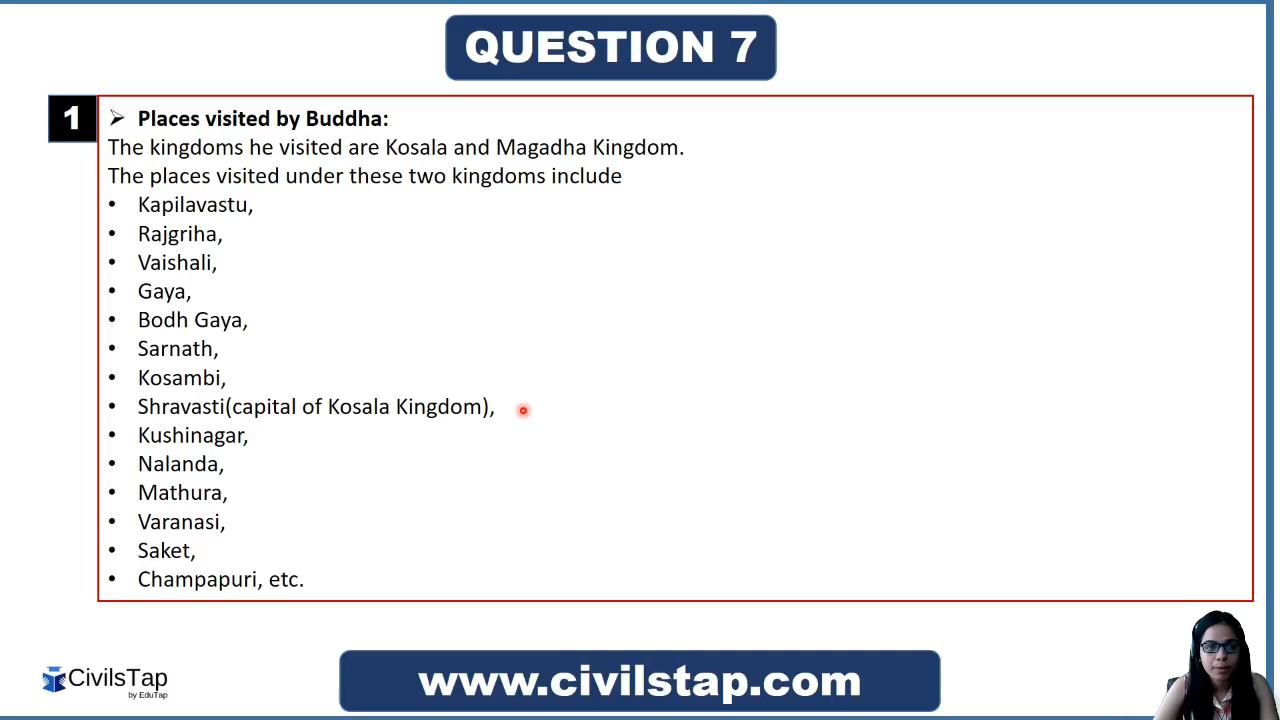 QUESTION 7
1
➢ Places visited by Buddha:
The kingdoms he visited are Kosala and Magadha Kingdom.
The places visited under these two kingdoms include
• Kapilavastu,
• Rajgriha,
• Vaishali,
• Gaya,
• Bodh Gaya,
• Sarnath,
• Kosambi,
• Shravasti(capital of Kosala Kingdom),
• Kushinagar,
• Nalanda,
• Mathura,
• Varanasi,
• Saket,
• Champapuri, etc.
CivilsTap
by EduTap
www.civilstap.com